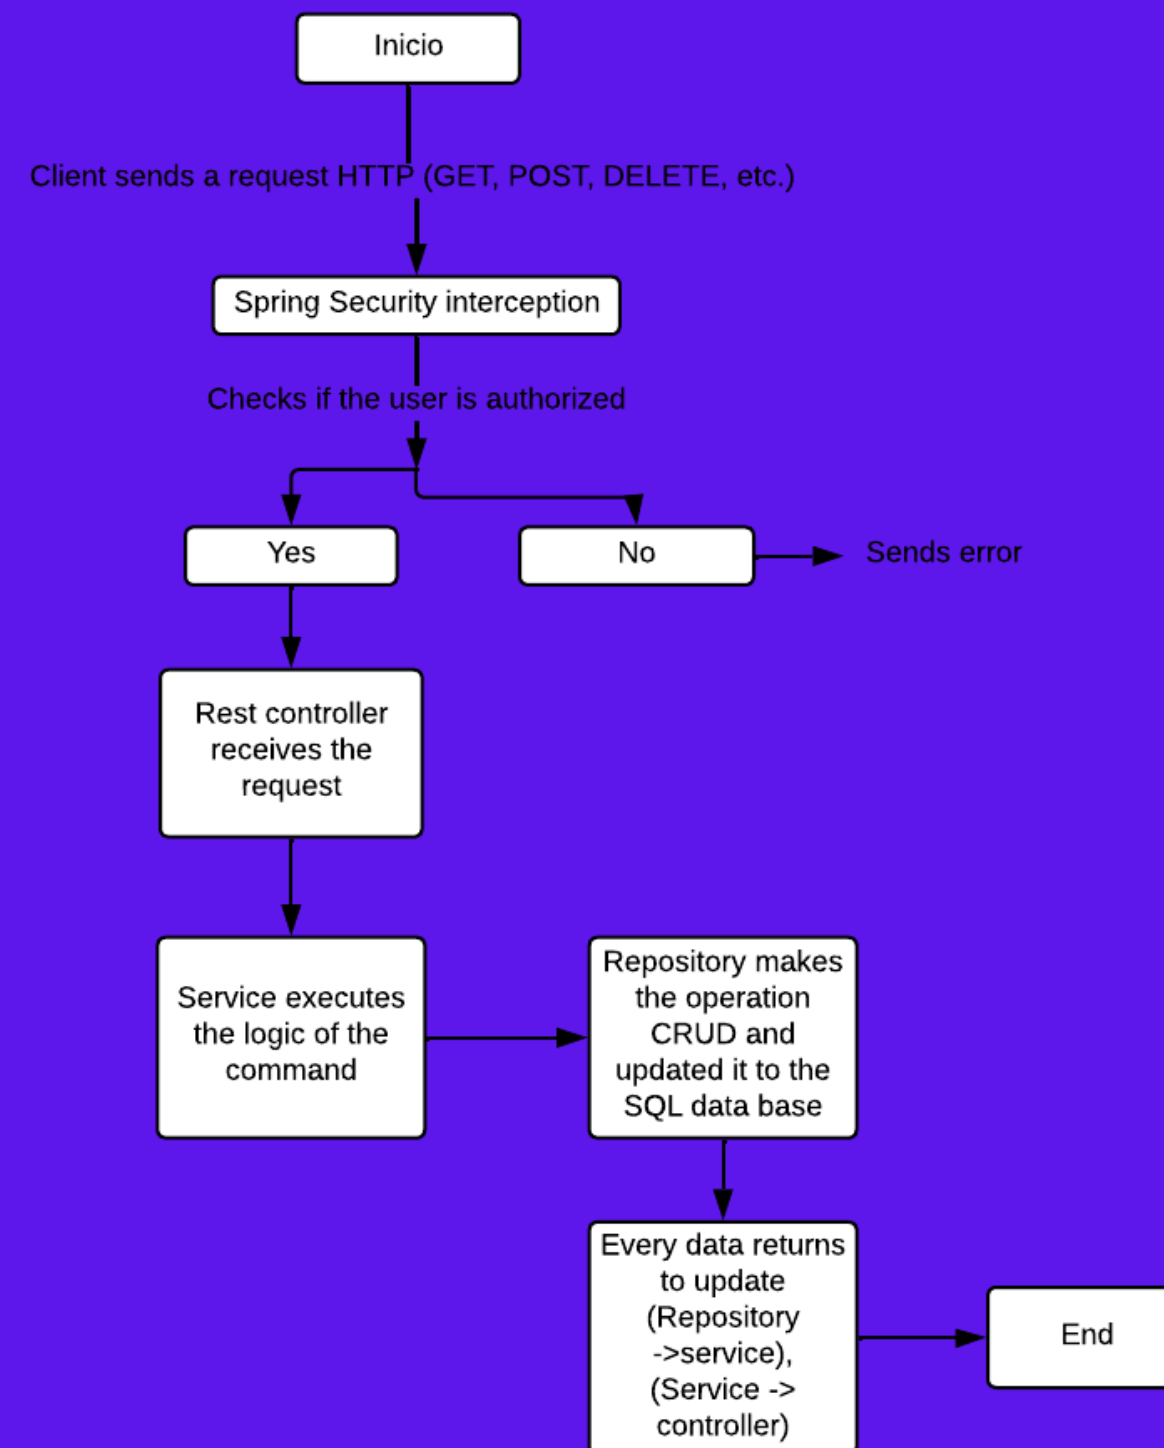 Inicio
Client sends a request HTTP (GET, POST, DELETE, etc.)
Spring Security interception
Checks if the user is authorized
Yes
No
Sends error
Rest controller
receives the
request
Service executes
the logic of the
command
Repository makes
the operation
CRUD and
updated it to the
SQL data base
Every data returns
to update
(Repository
->service),
(Service ->
controller)
End